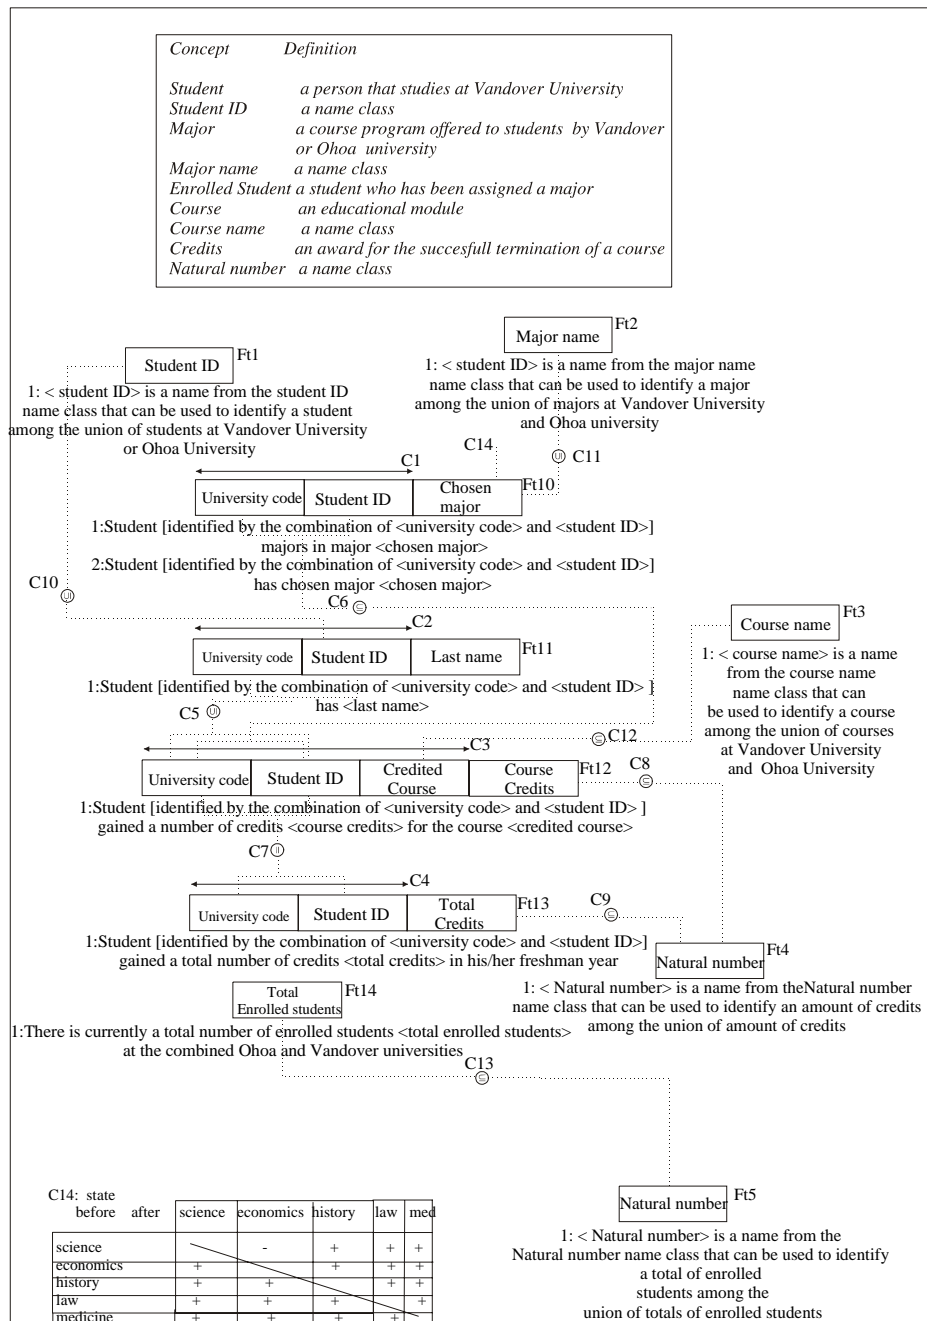 Concept Definition
Student a person that studies at Vandover University
Student ID a name class
Major a course program offered to students by Vandover
or Ohoa university
Major name a name class
Enrolled Student a student who has been assigned a major
Course an educational module
Course name a name class
Credits an award for the succesfull termination of a course
Natural number a name class
Student ID Ft1
1: < student ID> is a name from the student ID
name class that can be used to identify a student
among the union of students at Vandover University
or Ohoa University
Major name Ft2
1: < student ID> is a name from the major name
name class that can be used to identify a major
among the union of majors at Vandover University
and Ohoa university
C14
C11
C1
University code Student ID Chosen major Ft10
1:Student [identified by the combination of <university code> and <student ID>]
majors in major <chosen major>
2:Student [identified by the combination of <university code> and <student ID>]
has chosen major <chosen major>
C10
C6
C2
University code Student ID Last name Ft11
1:Student [identified by the combination of <university code> and <student ID> ]
has <last name>
Course name Ft3
1: < course name> is a name
from the course name
name class that can
be used to identify a course
among the union of courses
at Vandover University
and Ohoa University
C5
C12
C3
University code Student ID Credited Course Course Credits Ft12
C8
1:Student [identified by the combination of <university code> and <student ID> ]
gained a number of credits <course credits> for the course <credited course>
C7
C4
University code Student ID Total Credits Ft13
C9
1:Student [identified by the combination of <university code> and <student ID>]
gained a total number of credits <total credits> in his/her freshman year
Natural number Ft4
1: < Natural number> is a name from theNatural number
name class that can be used to identify an amount of credits
among the union of amount of credits
Total
Enrolled students Ft14
1:There is currently a total number of enrolled students <total enrolled students>
at the combined Ohoa and Vandover universities
C13
Natural number Ft5
1: < Natural number> is a name from the
Natural number name class that can be used to identify
a total of enrolled
students among the
union of totals of enrolled students
C14: state
before after science economics history law med
science - + + +
economics + + + +
history + + + +
law + + + +
medicine + + + +